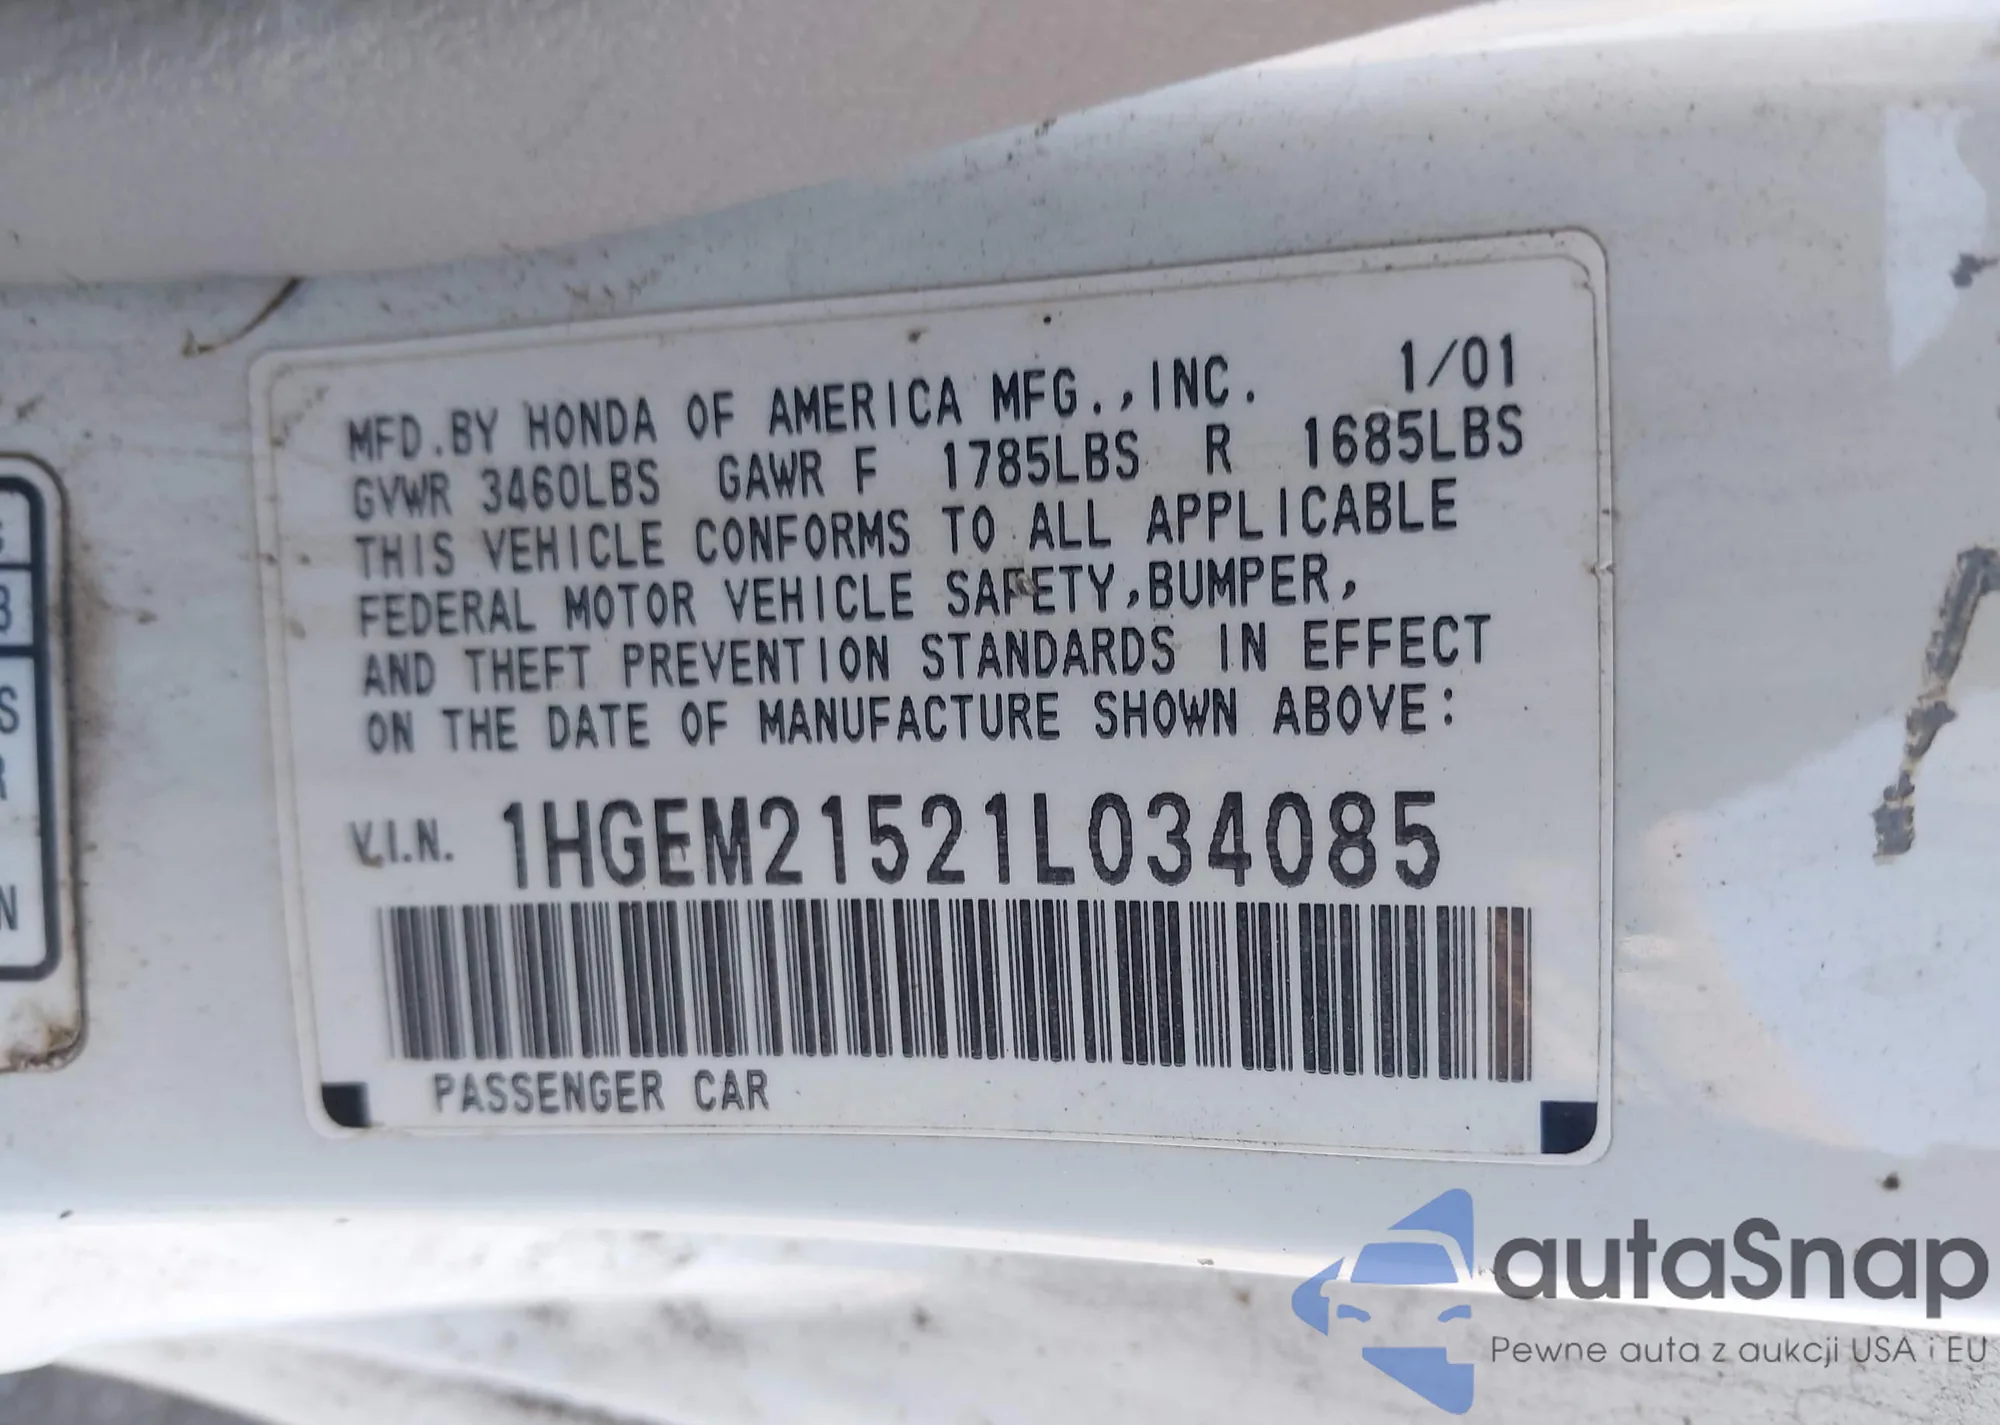 MFD.BY HONDA OF AMERICA MFG.,INC. 1/01
GVWR 3460LBS GAWR F 1785LBS R 1685LBS
THIS VEHICLE CONFORMS TO ALL APPLICABLE
FEDERAL MOTOR VEHICLE SAFETY,BUMPER,
AND THEFT PREVENTION STANDARDS IN EFFECT
ON THE DATE OF MANUFACTURE SHOWN ABOVE:
V.I.N. 1HGEM21521L034085
PASSENGER CAR
S
R
N
autaSnap
Pewne auta z aukcji USA i EU